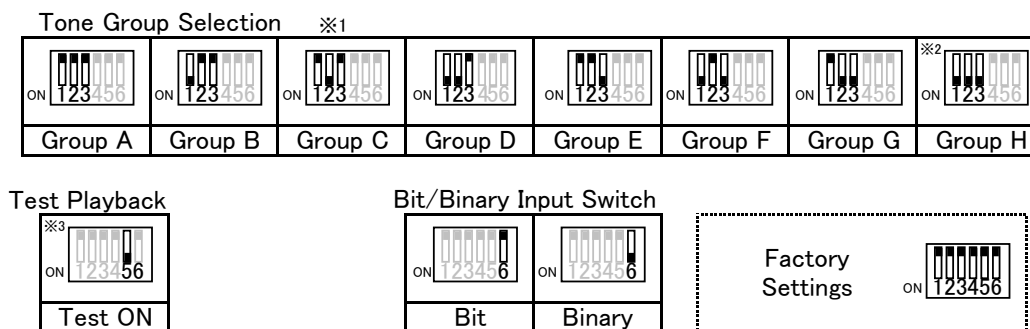 Tone Group Selection ※1
ON 123456 ON 123456 ON 123456 ON 123456 ON 123456 ON 123456 ON 123456 ※2 ON 123456
Group A Group B Group C Group D Group E Group F Group G Group H
Test Playback Bit/Binary Input Switch
※3 ON 123456 ON 123456 ON 123456
Test ON Bit Binary
Factory
Settings
ON 123456